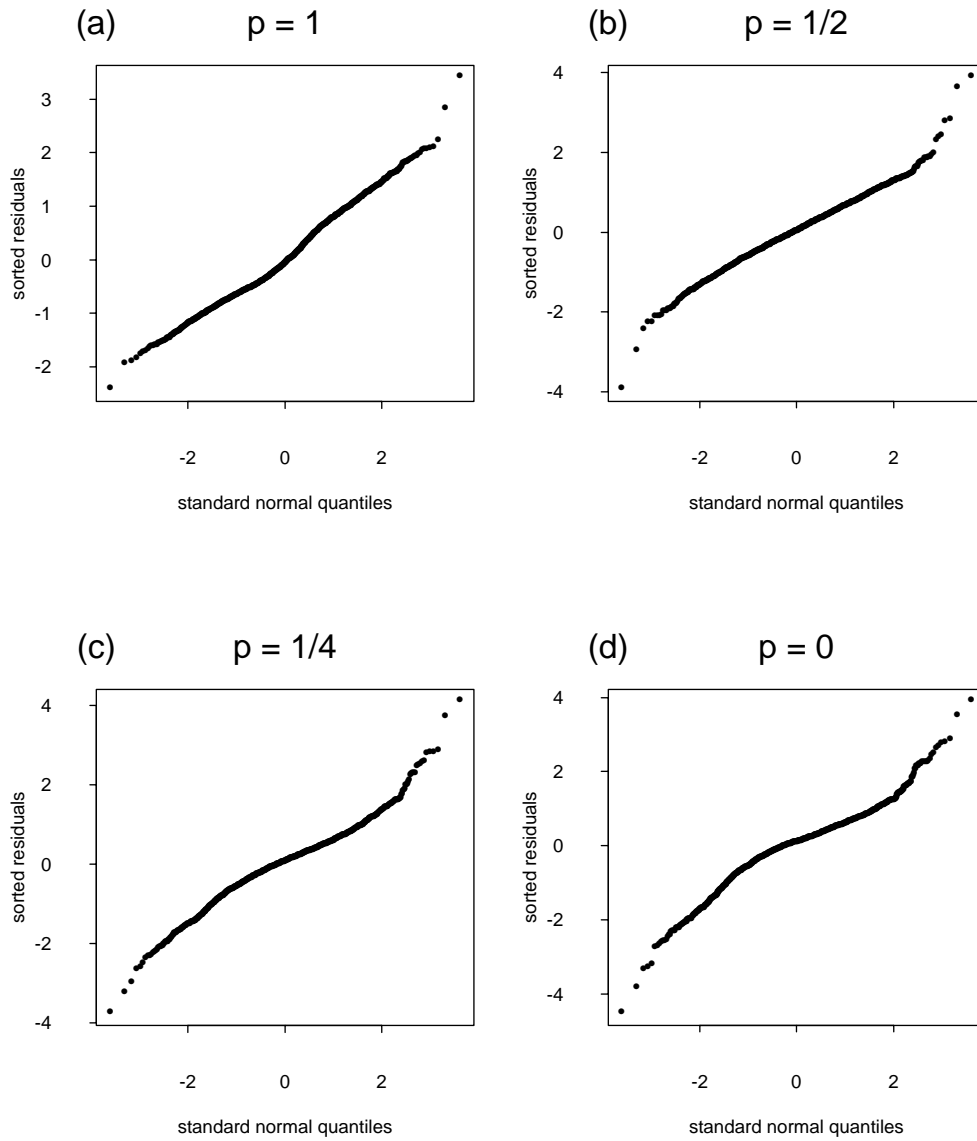 (a) p = 1
(b) p = 1/2
3
2
1
0
-1
-2
sorted residuals
-2 0 2
standard normal quantiles
4
2
0
-2
-4
sorted residuals
-2 0 2
standard normal quantiles
(c) p = 1/4
(d) p = 0
4
2
0
-2
-4
sorted residuals
-2 0 2
standard normal quantiles
4
2
0
-2
-4
sorted residuals
-2 0 2
standard normal quantiles